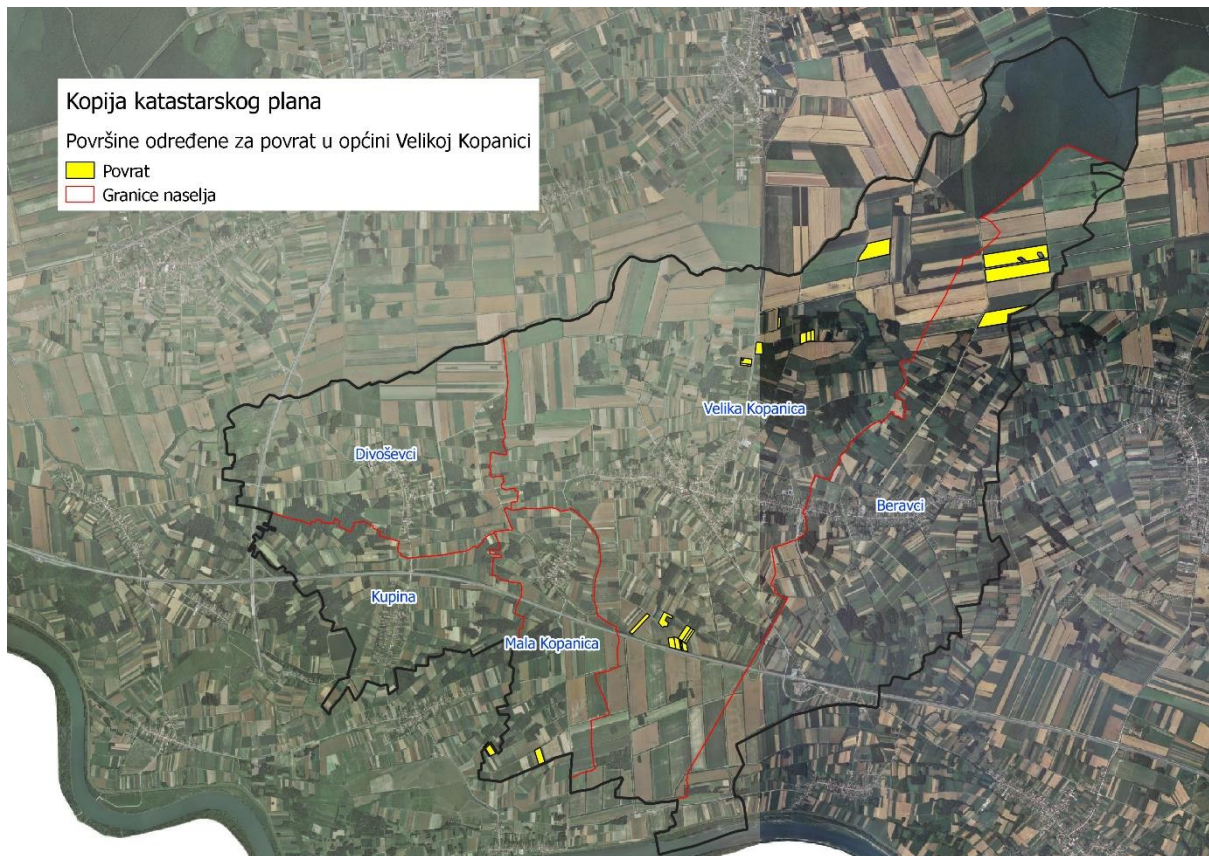 Kopija katastarskog plana
Površine određene za povrat u općini Velikoj Kopanici
Povrat
Granice naselja
Velika Kopanica
Divoševci
Beravci
Kupina
Mala Kopanica